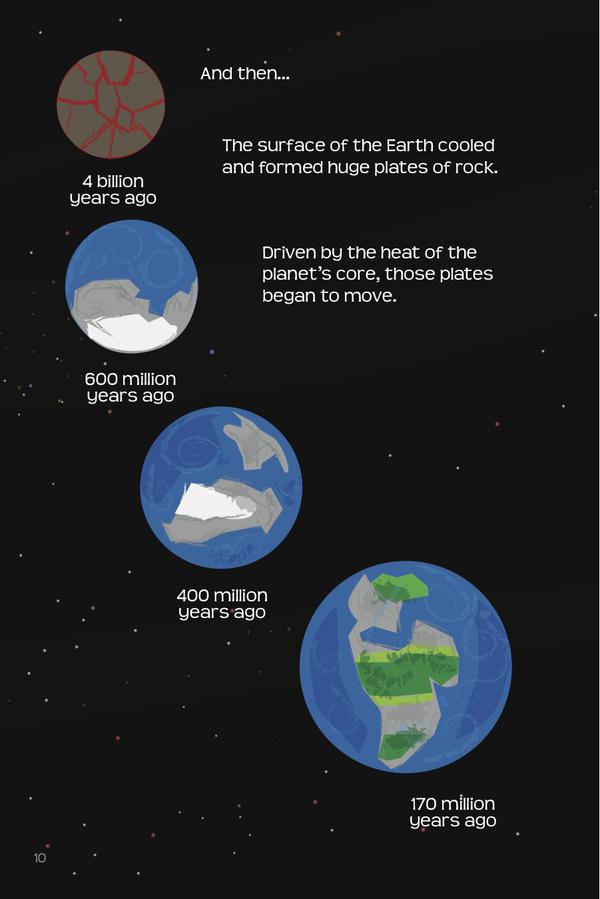 And then...
The surface of the Earth cooled
and formed huge plates of rock.
4 billion
years ago
Driven by the heat of the
planet’s core, those plates
began to move.
600 million
years ago
400 million
years ago
170 million
years ago
10